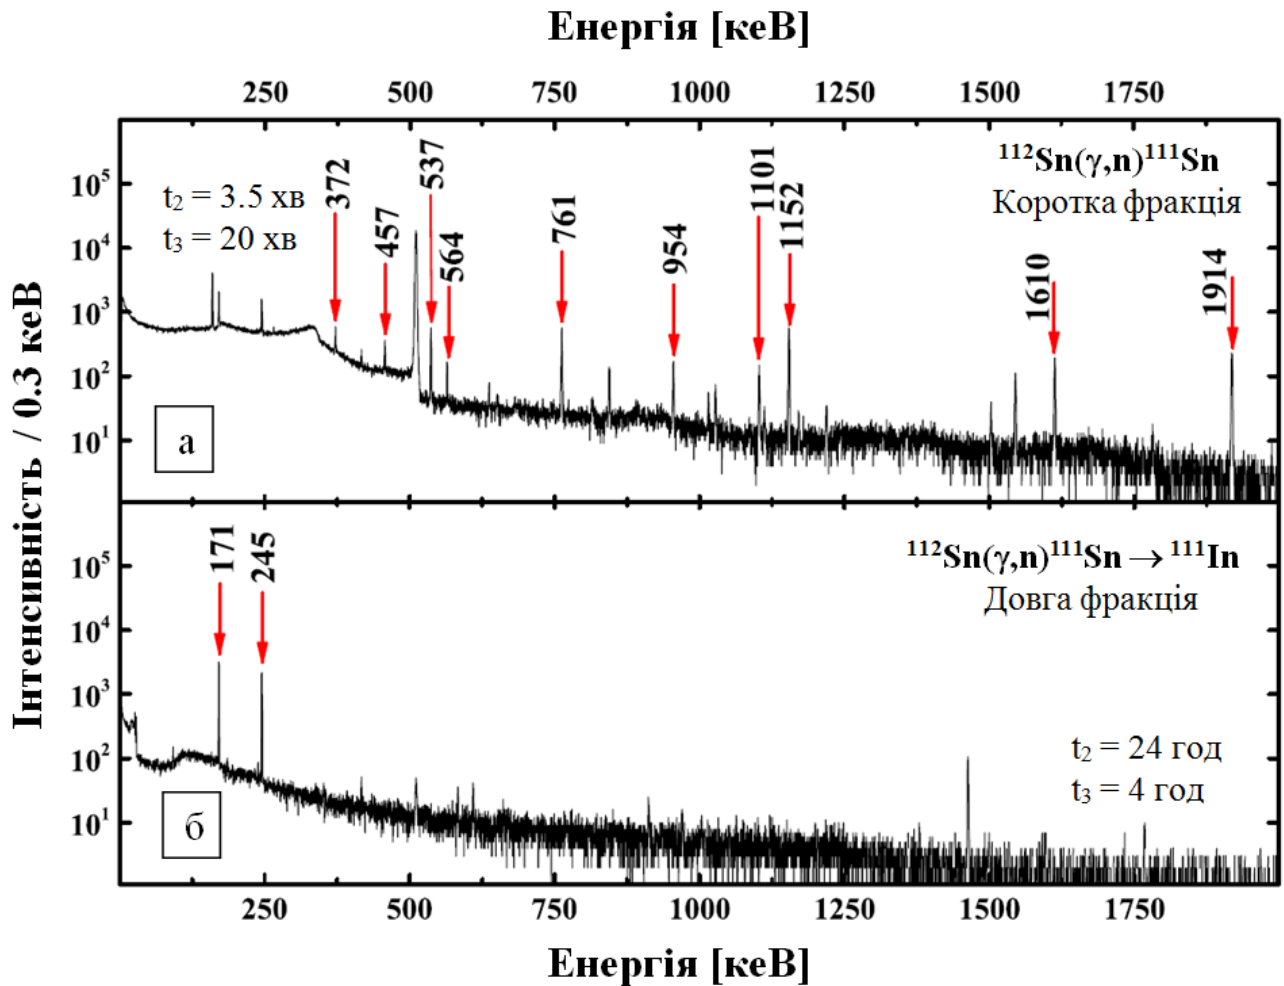 Енергія [кеВ]
250 500 750 1000 1250 1500 1750
Інтенсивність / 0.3 кеВ
10⁵
10⁴
10³
10²
10¹
t₂ = 3.5 хв
t₃ = 20 хв
372
457
537
564
761
954
1101
1152
1610
1914
¹¹²Sn(γ,n)¹¹¹Sn
Коротка фракція
а
10⁵
10⁴
10³
10²
10¹
171
245
¹¹²Sn(γ,n)¹¹¹Sn → ¹¹¹In
Довга фракція
t₂ = 24 год
t₃ = 4 год
б
250 500 750 1000 1250 1500 1750
Енергія [кеВ]